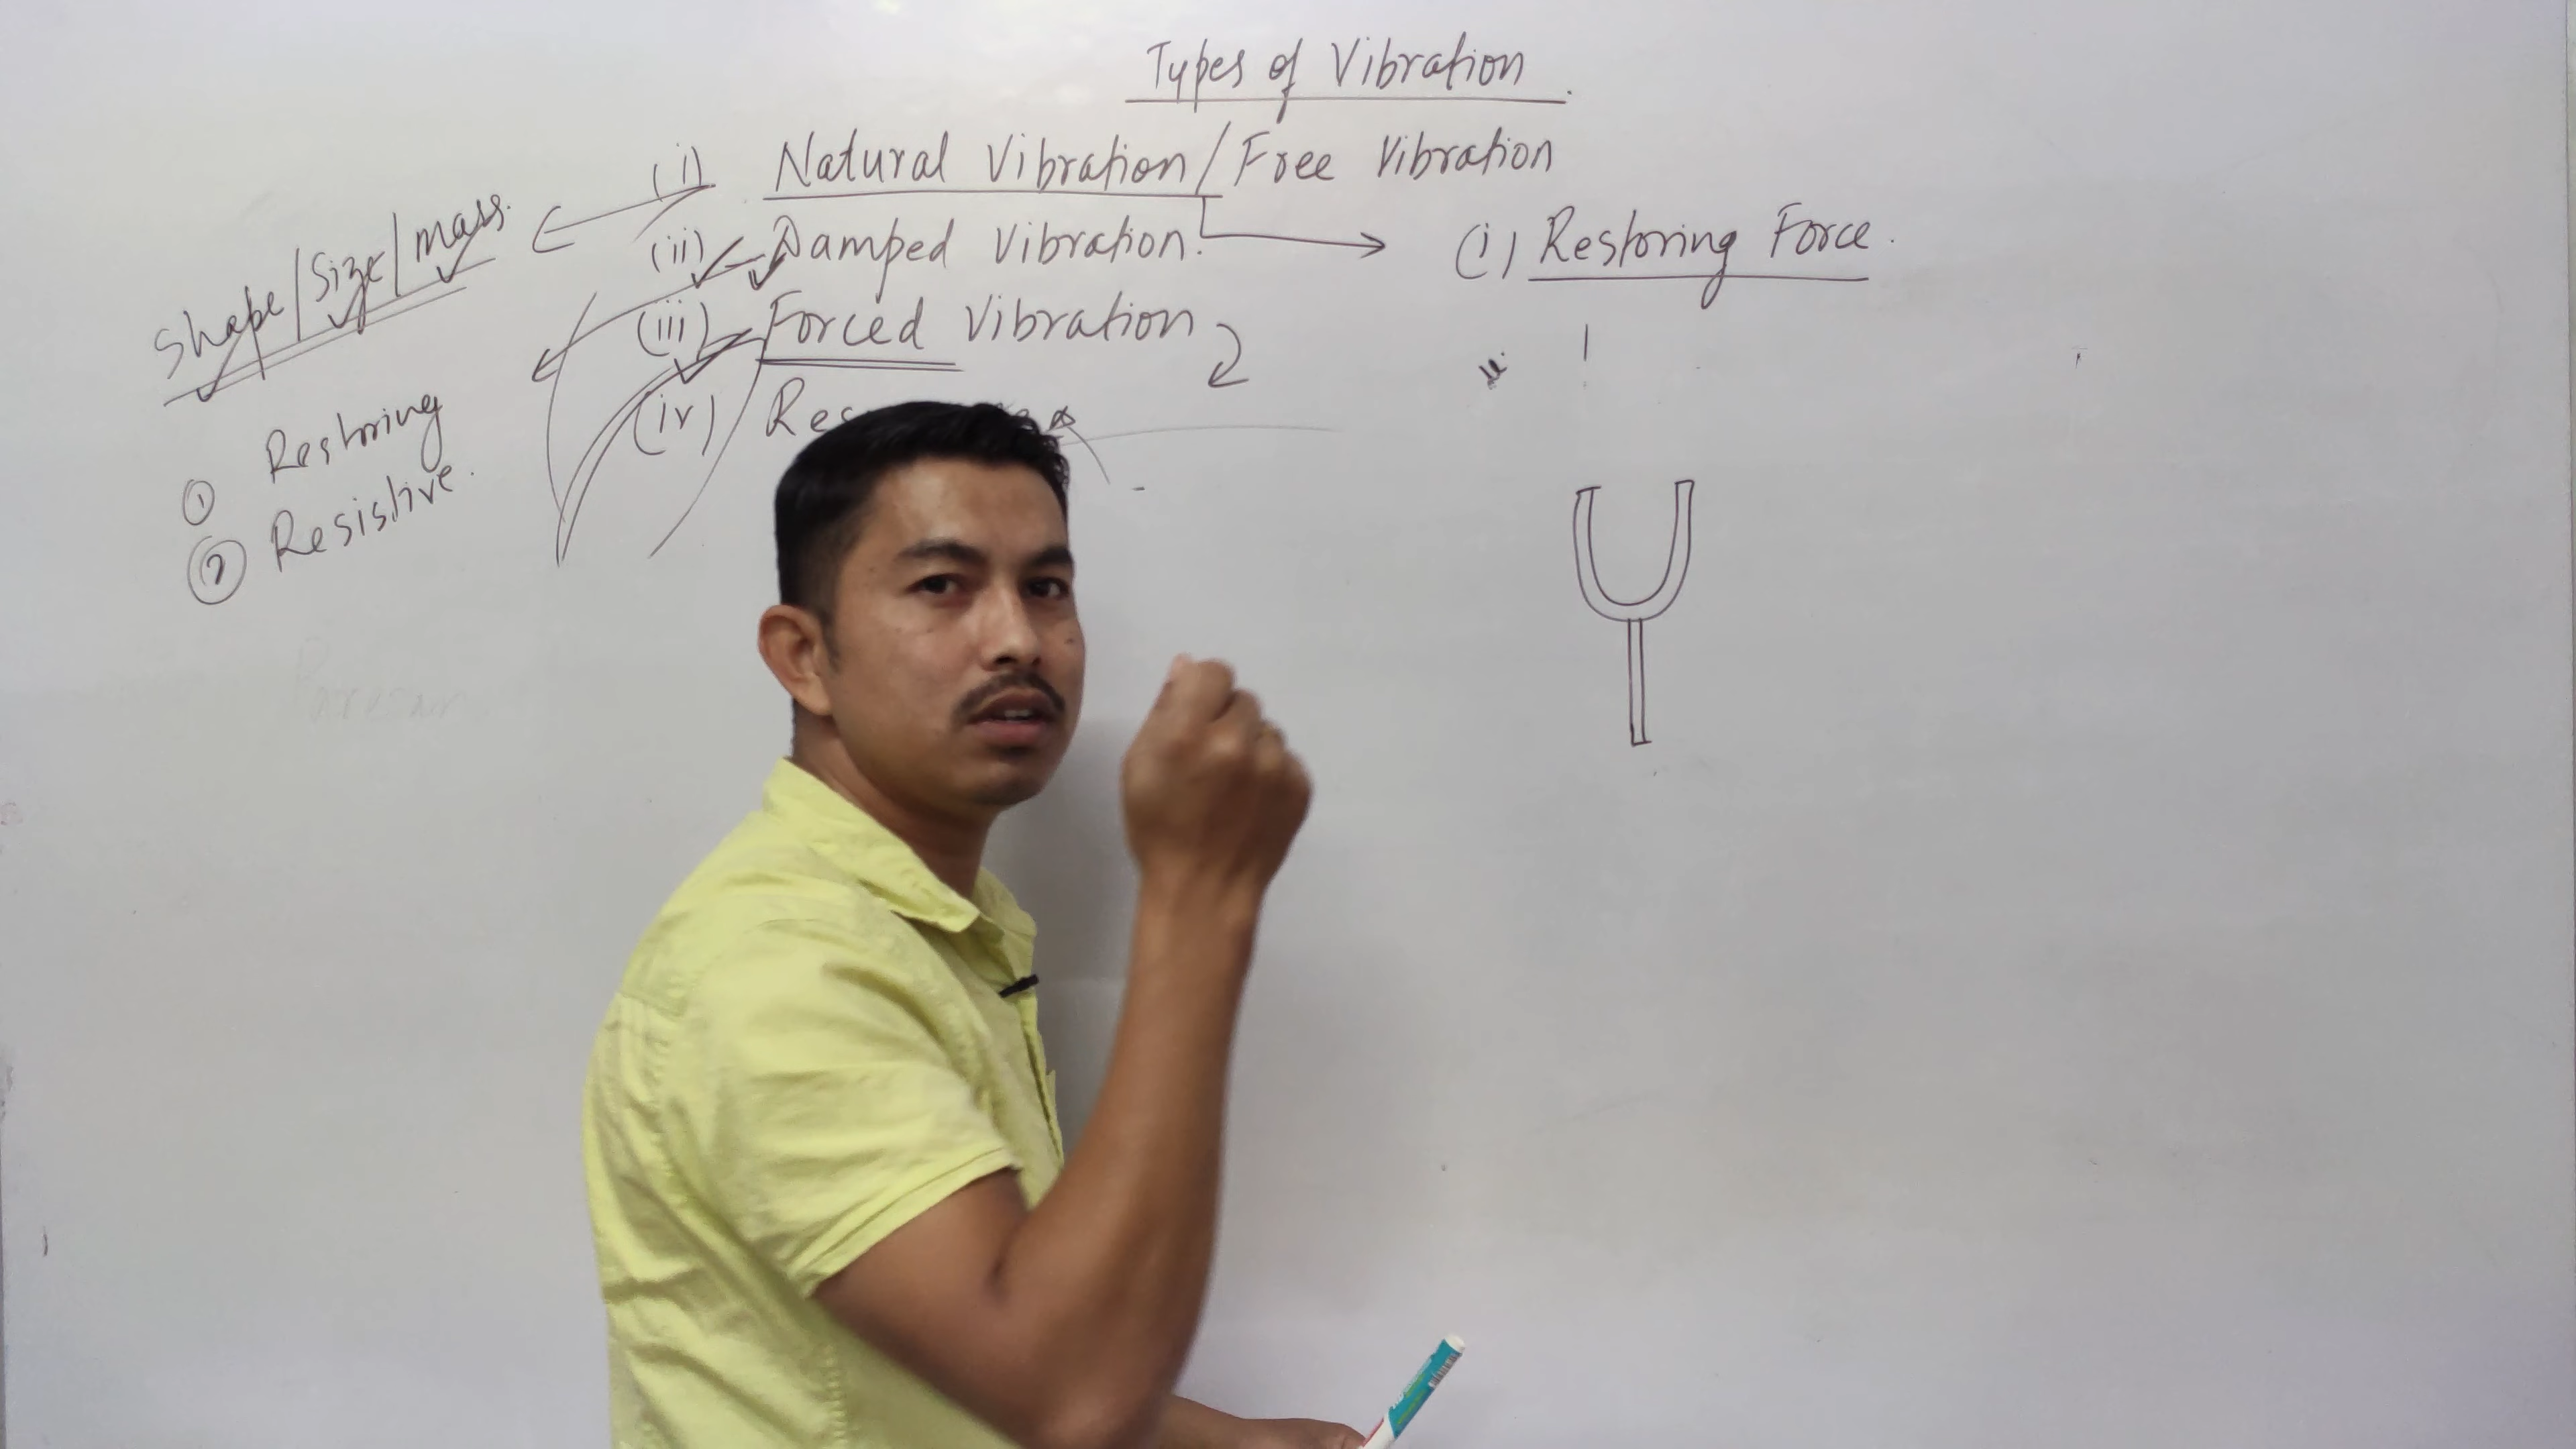 Types of Vibration.
(i) Natural Vibration/Free Vibration
(ii) Damped Vibration.
(i) Restoring Force.
(iii) Forced Vibration
(iv)
Shape/Size/mass.
① Restoring
② Resistive.